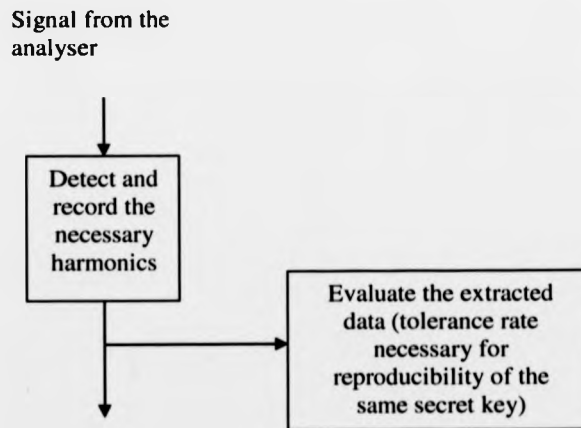 Signal from the
analyser
Detect and
record the
necessary
harmonics
Evaluate the extracted
data (tolerance rate
necessary for
reproducibility of the
same secret key)